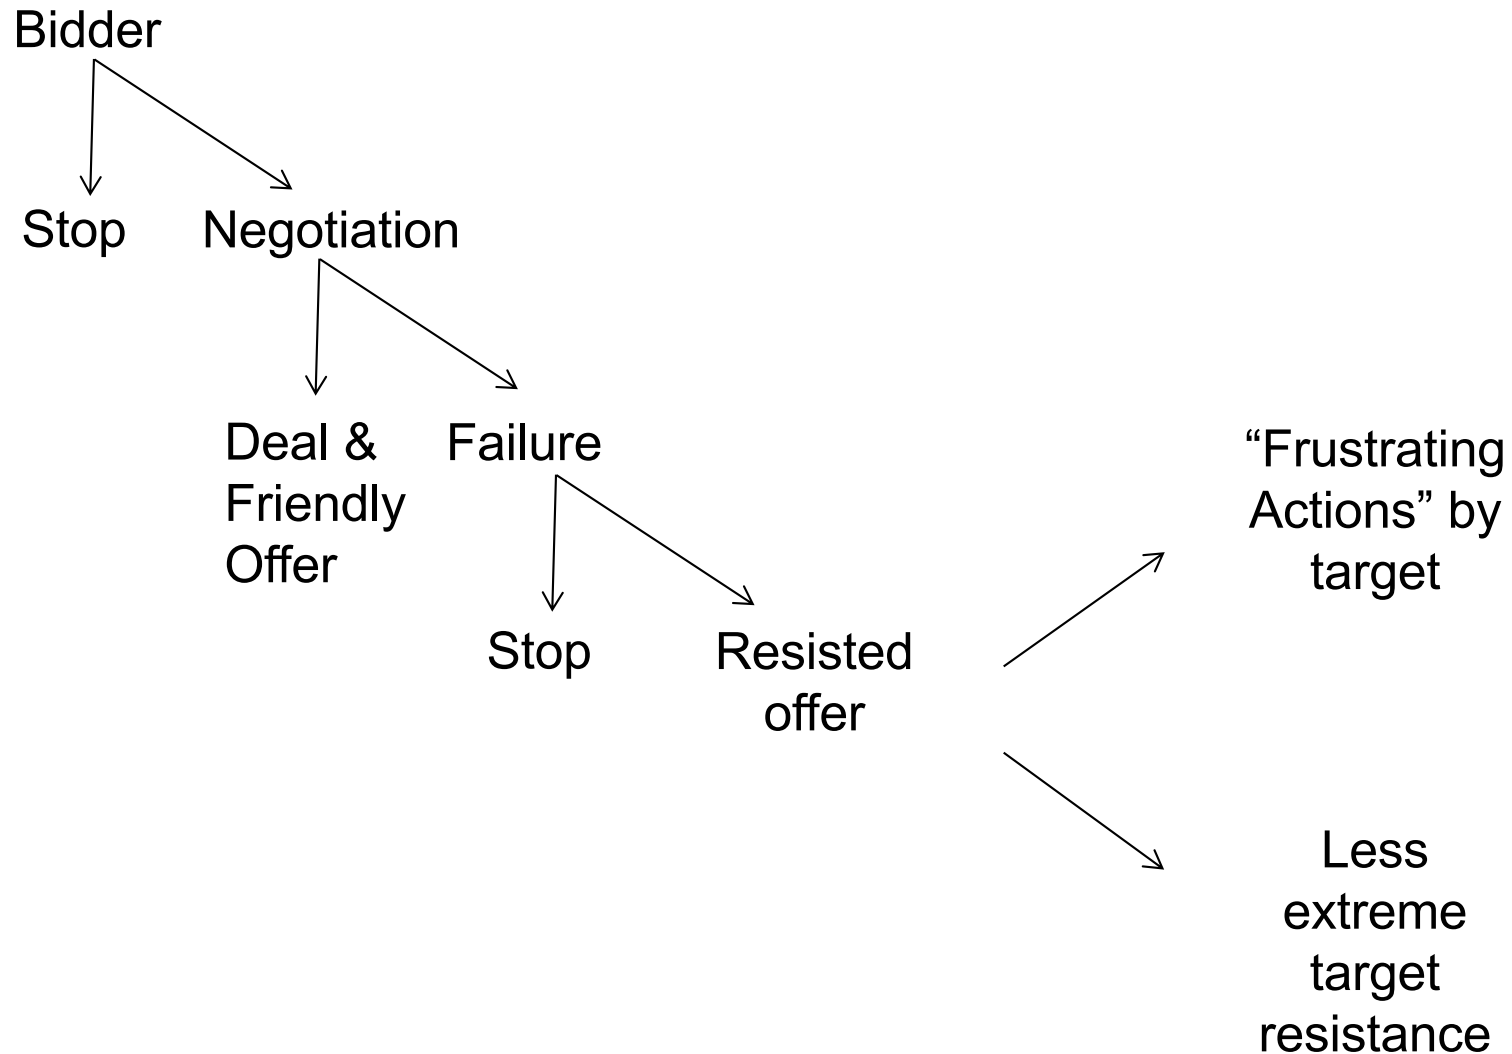 Bidder
Stop
Negotiation
Deal &
Friendly
Offer
Failure
Stop
Resisted
offer
“Frustrating
Actions” by
target
Less
extreme
target
resistance